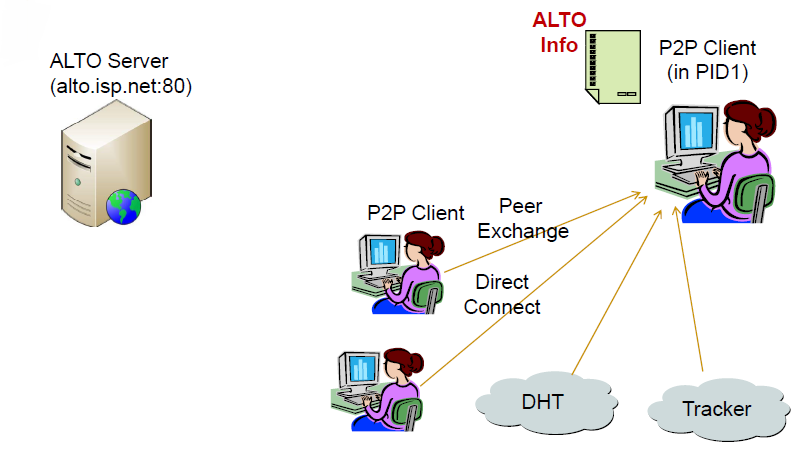 ALTO Server
(alto.isp.net:80)
ALTO
Info
P2P Client
(in PID1)
P2P Client
Peer
Exchange
Direct
Connect
DHT
Tracker